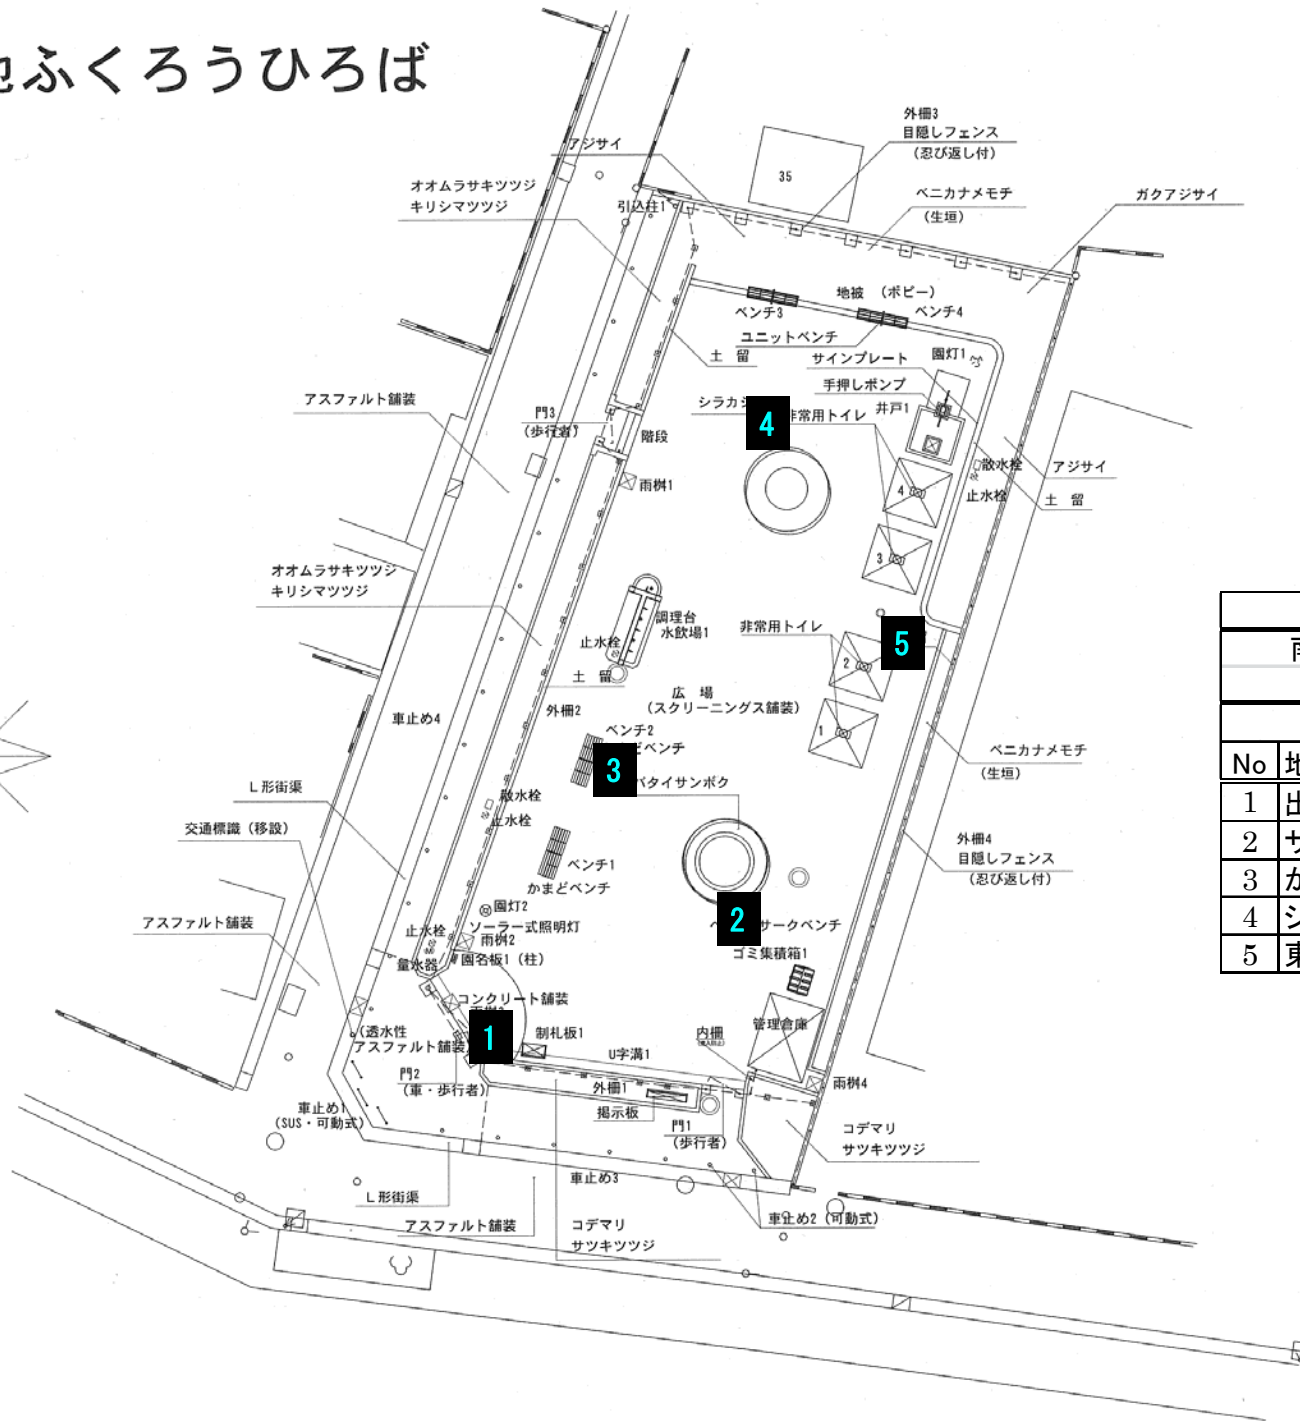 ふくろうひろば
外柵3
目隠しフェンス
(忍び返し付)
アジサイ
35
オオムラサキツツジ
キリシマツツジ
引込柱1
ベニカナメモチ
(生垣)
ガクアジサイ
地被 (ポピー)
ベンチ3
ベンチ4
ユニットベンチ
土 留
サインプレート
園灯1
手押しポンプ
アスファルト舗装
シラカシ
4
非常用トイレ
井戸1
門3
(歩行者)
階段
雨桝1
散水栓
アジサイ
4
止水栓
土 留
3
オオムラサキツツジ
キリシマツツジ
調理台
水飲場1
止水栓
非常用トイレ
5
2
土 留
広 場
(スクリーニングス舗装)
外柵2
車止め4
ベンチ2
どベンチ
1
ベニカナメモチ
(生垣)
3
バタイサンボク
L形街渠
散水栓
止水栓
交通標識(移設)
外柵4
目隠しフェンス
(忍び返し付)
ベンチ1
かまどベンチ
園灯2
アスファルト舗装
止水栓
ソーラー式照明灯
雨桝2
2
サークベンチ
量水器
園名板1(柱)
ゴミ集積箱1
コンクリート舗装
管理倉庫
(透水性
アスファルト舗装)
1
制札板1
内柵
U字溝1
門2
(車・歩行者)
外柵1
雨桝4
車止め1
(SUS・可動式)
掲示板
門1
(歩行者)
コデマリ
サツキツツジ
車止め3
L形街渠
車止め2(可動式)
アスファルト舗装
コデマリ
サツキツツジ
No
1
2
3
4
5